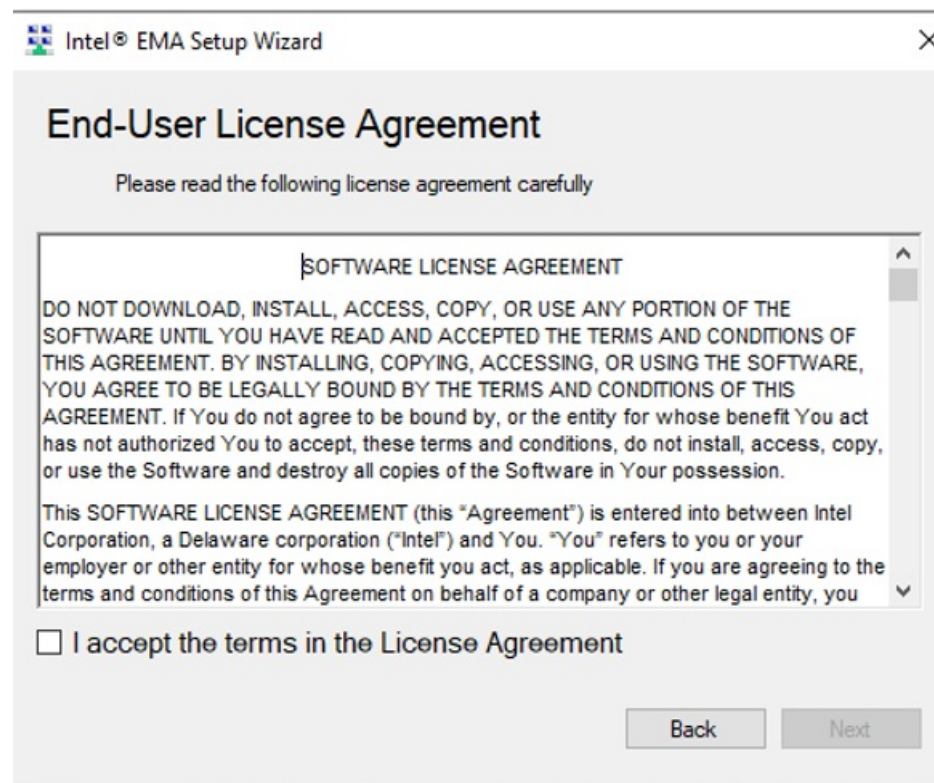 Intel® EMA Setup Wizard
End-User License Agreement
Please read the following license agreement carefully
SOFTWARE LICENSE AGREEMENT
DO NOT DOWNLOAD, INSTALL, ACCESS, COPY, OR USE ANY PORTION OF THE
SOFTWARE UNTIL YOU HAVE READ AND ACCEPTED THE TERMS AND CONDITIONS OF
THIS AGREEMENT. BY INSTALLING, COPYING, ACCESSING, OR USING THE SOFTWARE,
YOU AGREE TO BE LEGALLY BOUND BY THE TERMS AND CONDITIONS OF THIS
AGREEMENT. If You do not agree to be bound by, or the entity for whose benefit You act
has not authorized You to accept, these terms and conditions, do not install, access, copy,
or use the Software and destroy all copies of the Software in Your possession.
This SOFTWARE LICENSE AGREEMENT (this “Agreement”) is entered into between Intel
Corporation, a Delaware corporation (“Intel”) and You. “You” refers to you or your
employer or other entity for whose benefit you act, as applicable. If you are agreeing to the
terms and conditions of this Agreement on behalf of a company or other legal entity, you
I accept the terms in the License Agreement
Back
Next